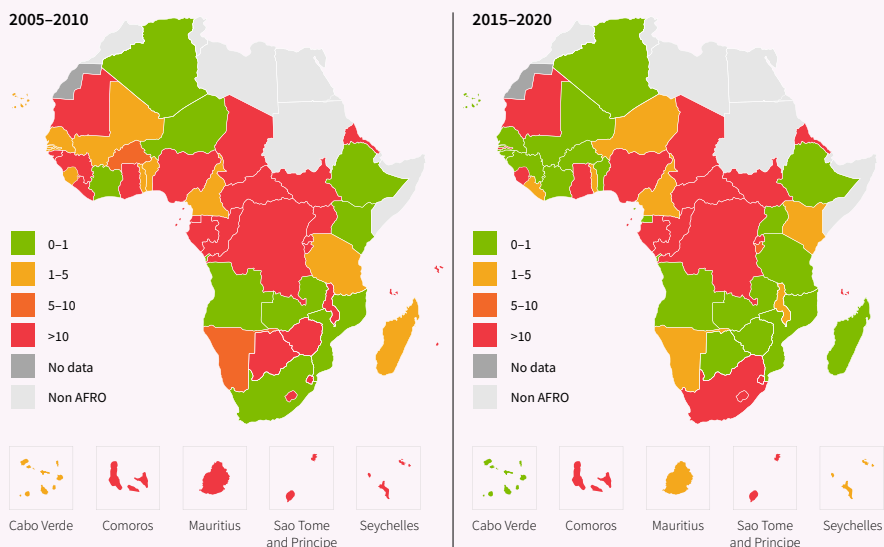 2005–2010
0–1
1–5
5–10
>10
No data
Non AFRO
Cabo Verde
Comoros
Mauritius
Sao Tome
and Principe
Seychelles
2015–2020
0–1
1–5
5–10
>10
No data
Non AFRO
Cabo Verde
Comoros
Mauritius
Sao Tome
and Principe
Seychelles